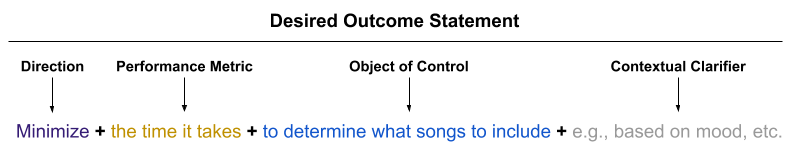 Desired Outcome Statement
Direction Performance Metric Object of Control Contextual Clarifier
Minimize + the time it takes + to determine what songs to include + e.g., based on mood, etc.